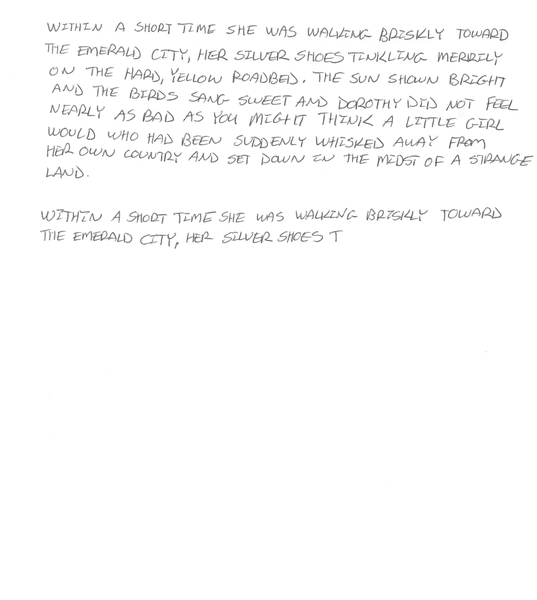 WITHIN A SHORT TIME SHE WAS WALKING BRISKLY TOWARD
THE EMERALD CITY, HER SILVER SHOES TINKLING MERRILY
ON THE HARD, YELLOW ROADBED. THE SUN SHOWN BRIGHT
AND THE BIRDS SANG SWEET AND DOROTHY DID NOT FEEL
NEARLY AS BAD AS YOU MIGHT THINK A LITTLE GIRL
WOULD WHO HAD BEEN SUDDENLY WHISKED AWAY FROM
HER OWN COUNTRY AND SET DOWN IN THE MIDST OF A STRANGE
LAND.
WITHIN A SHORT TIME SHE WAS WALKING BRISKLY TOWARD
THE EMERALD CITY, HER SILVER SHOES T